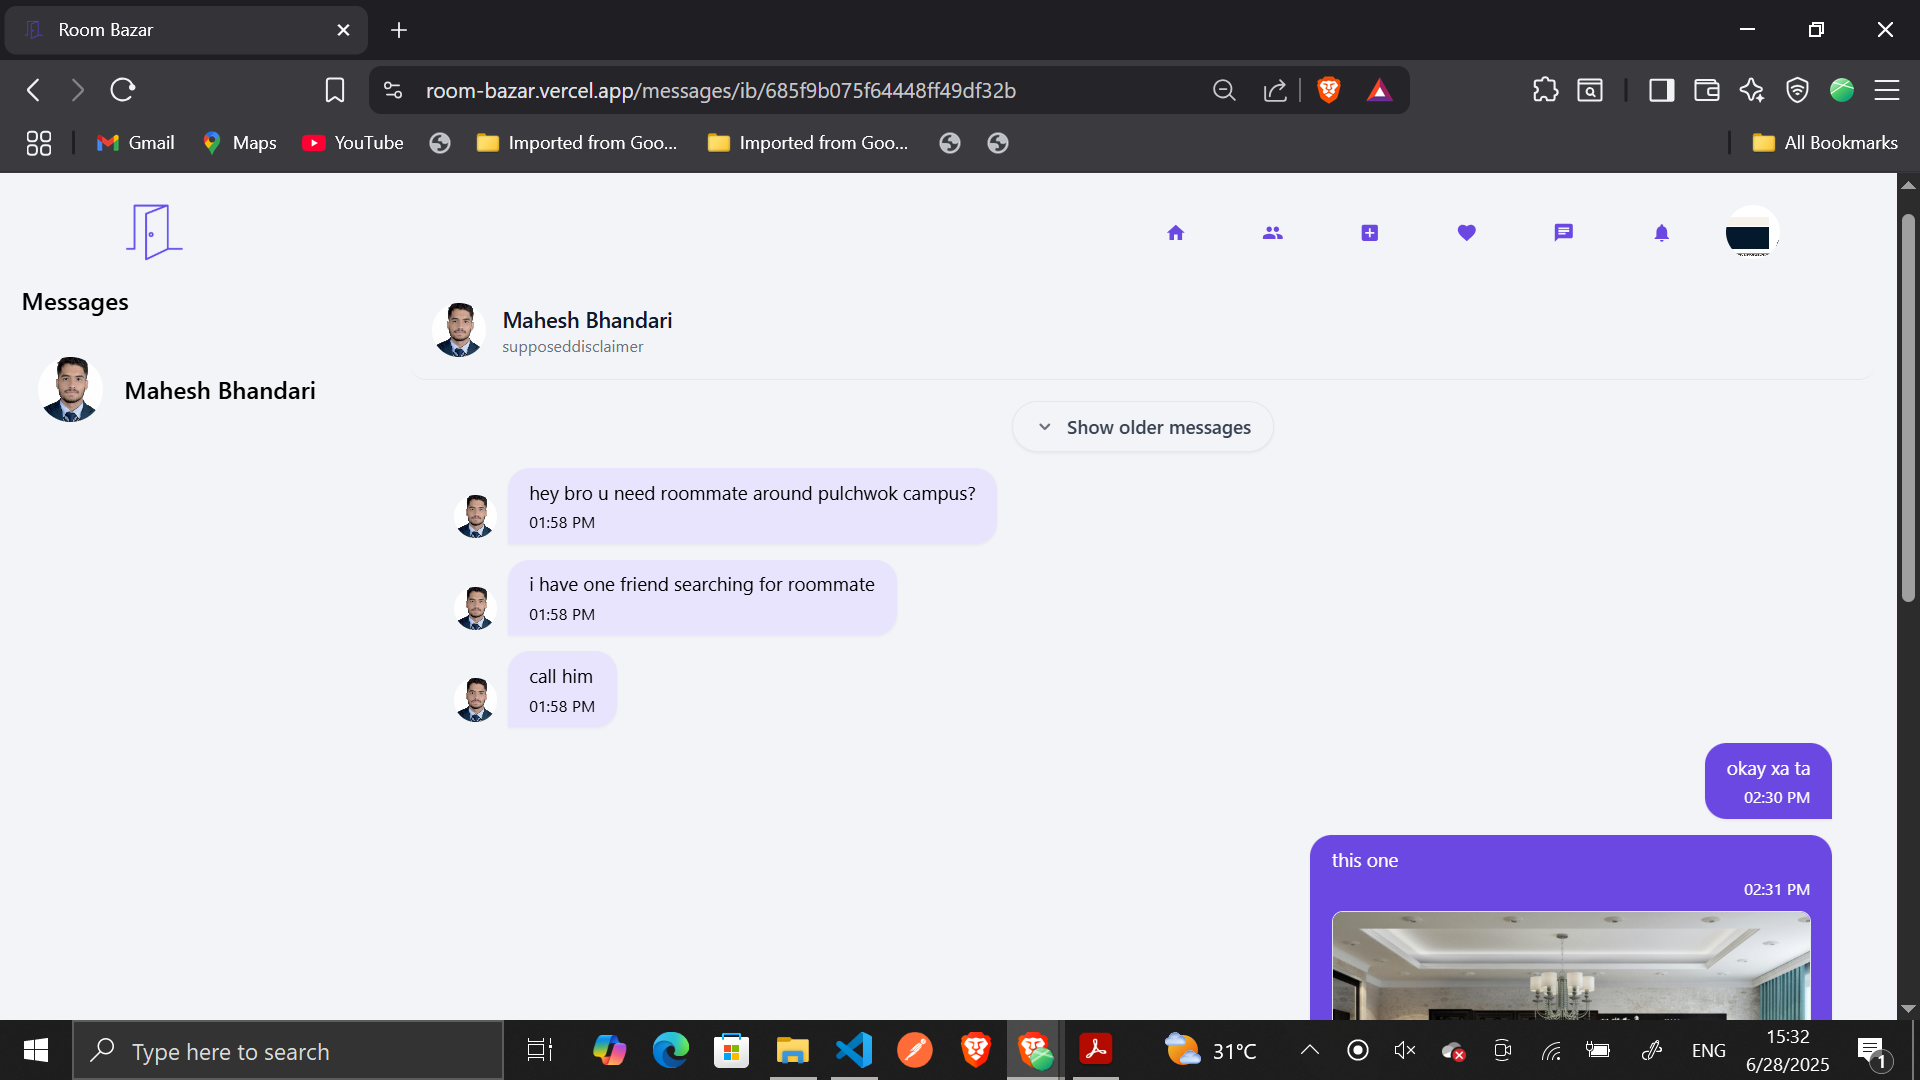 Room Bazar
room-bazar.vercel.app/messages/ib/685f9b075f64448ff49df32b
Gmail
Maps
YouTube
Imported from Goo...
Imported from Goo...
All Bookmarks
Messages
Mahesh Bhandari
Mahesh Bhandari
supposeddisclaimer
Show older messages
hey bro u need roommate around pulchwok campus?
01:58 PM
i have one friend searching for roommate
01:58 PM
call him
01:58 PM
okay xa ta
02:30 PM
this one
02:31 PM
Type here to search
31°C
ENG
15:32
6/28/2025
1